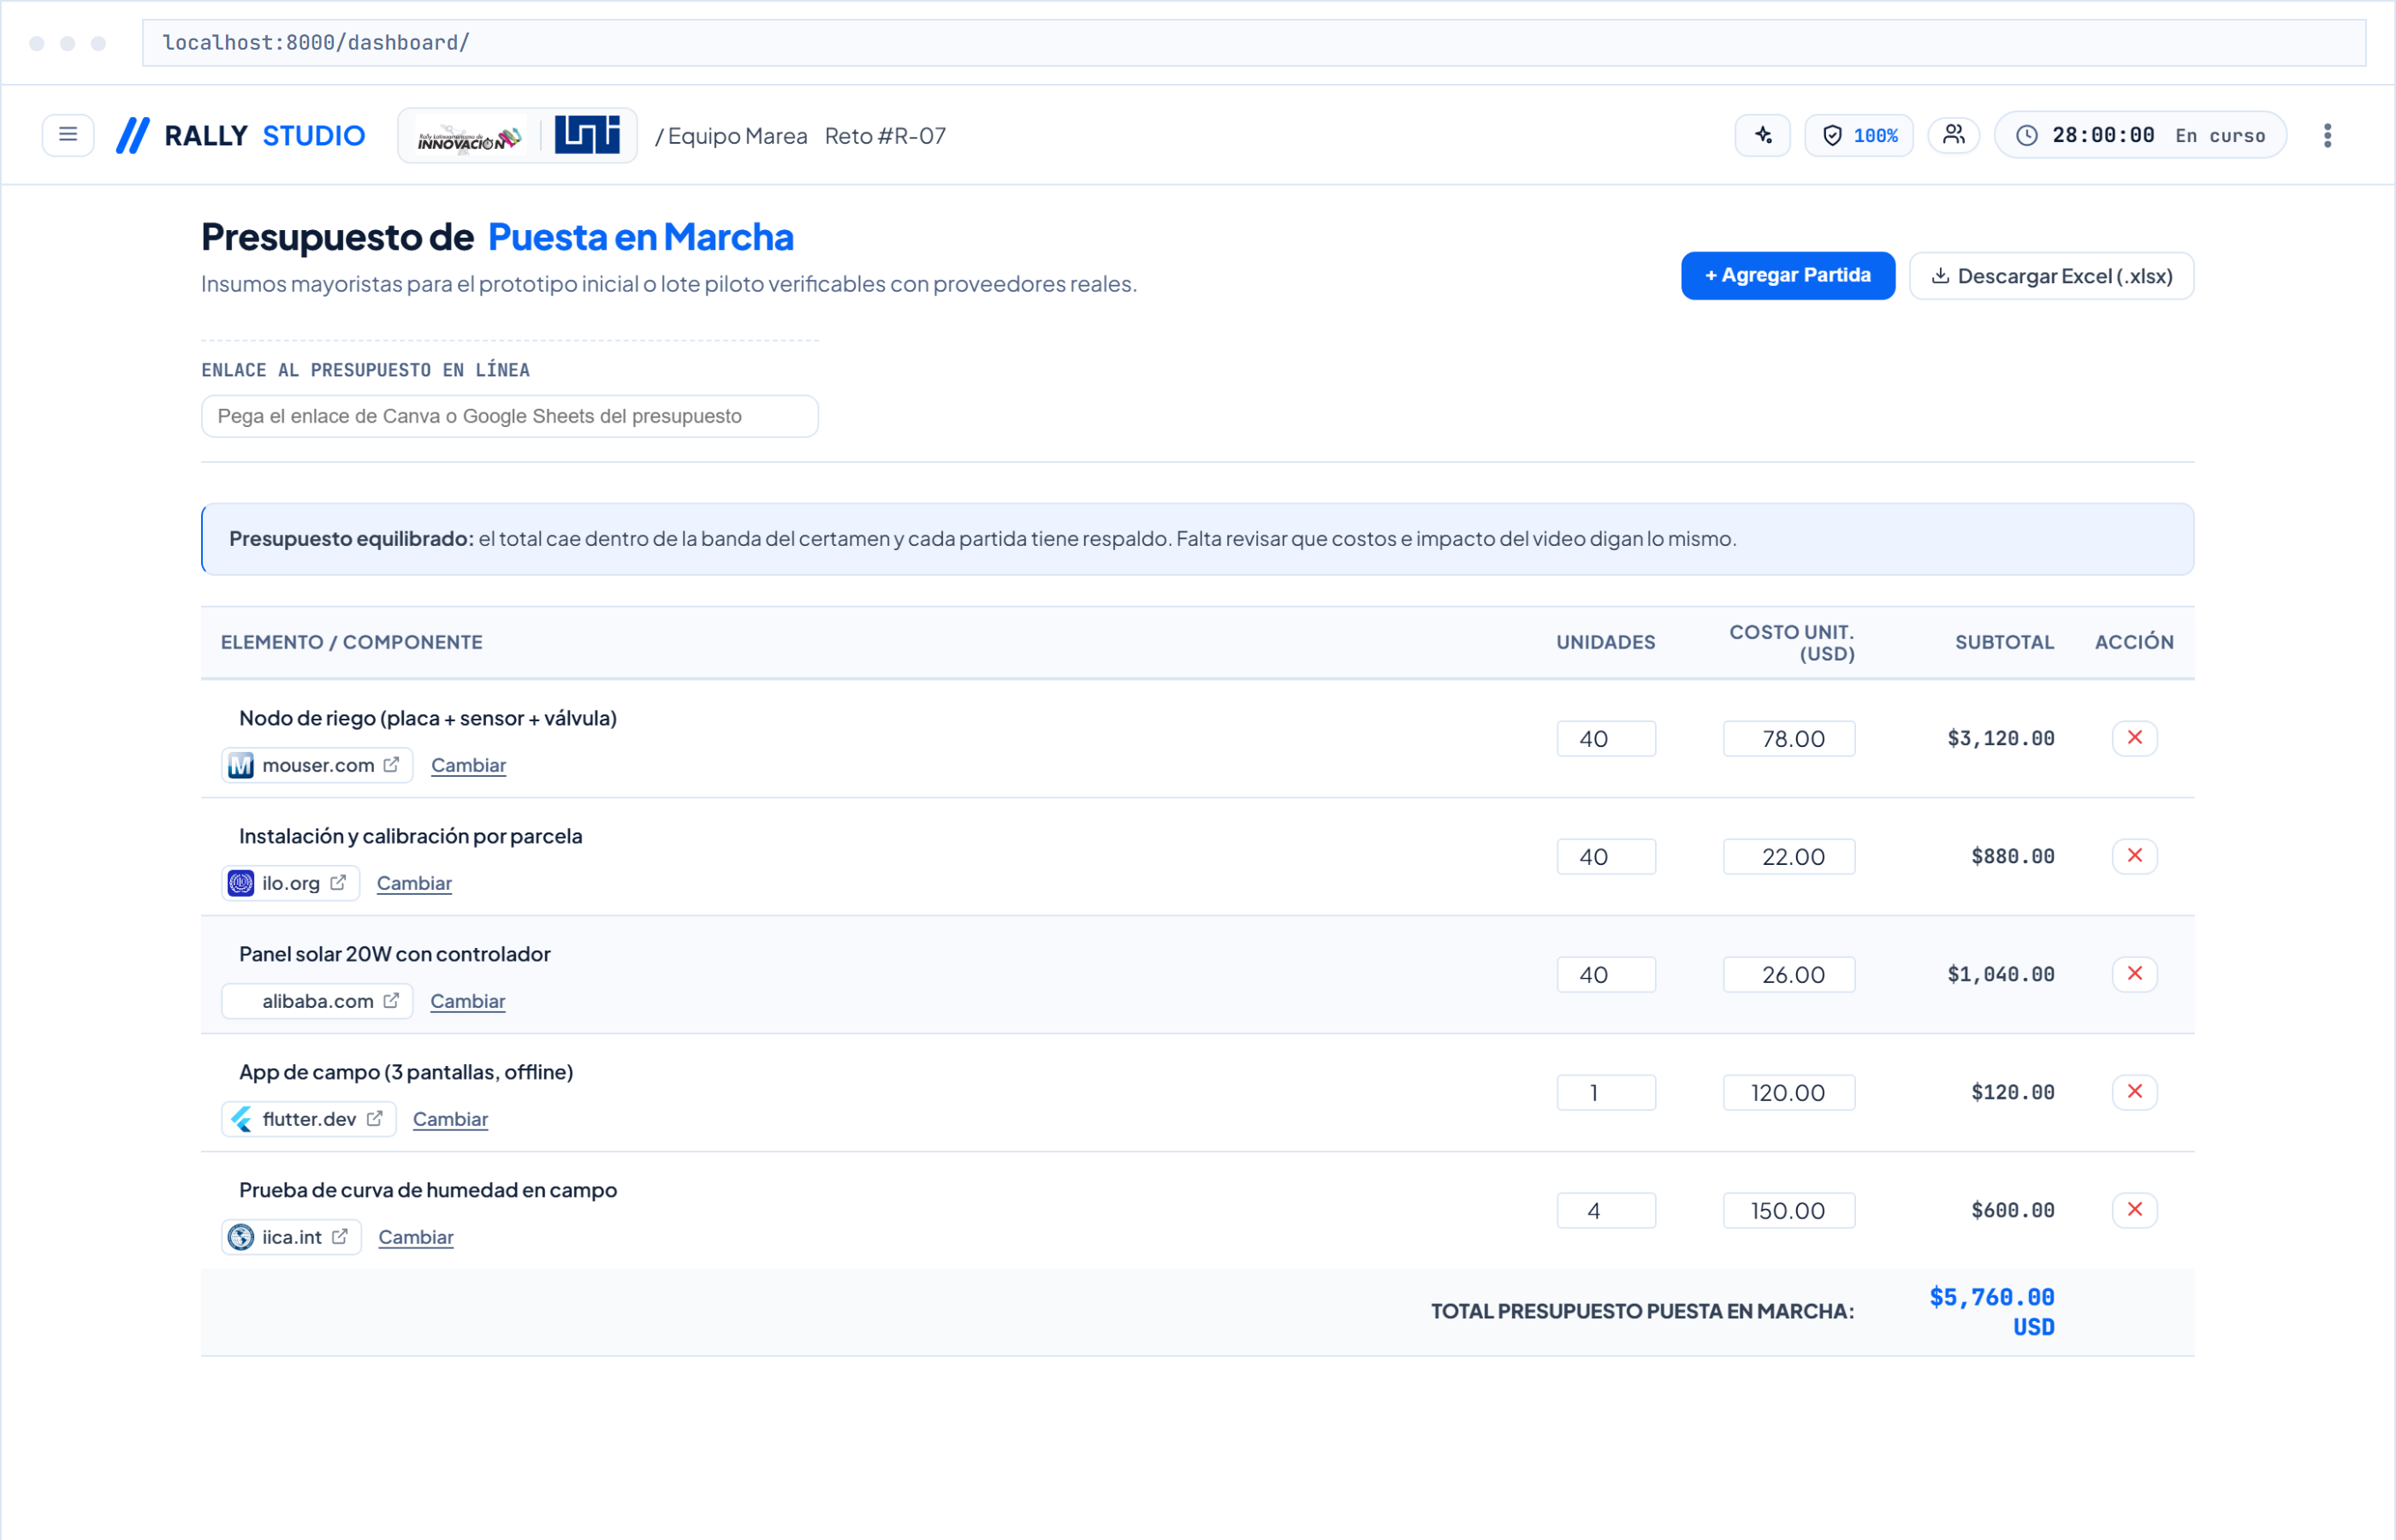 localhost:8000/dashboard/
RALLY STUDIO
Rally Latinoamericano de
INNOVACIÓN
uni
/ Equipo Marea Reto #R-07
100%
28:00:00 En curso
Presupuesto de Puesta en Marcha
Insumos mayoristas para el prototipo inicial o lote piloto verificables con proveedores reales.
+ Agregar Partida
Descargar Excel (.xlsx)
ENLACE AL PRESUPUESTO EN LÍNEA
Pega el enlace de Canva o Google Sheets del presupuesto
Presupuesto equilibrado: el total cae dentro de la banda del certamen y cada partida tiene respaldo. Falta revisar que costos e impacto del video digan lo mismo.
ELEMENTO / COMPONENTE UNIDADES COSTO UNIT. (USD) SUBTOTAL ACCIÓN
Nodo de riego (placa + sensor + válvula)
M mouser.com Cambiar
40 78.00 $3,120.00
Instalación y calibración por parcela
ilo.org Cambiar
40 22.00 $880.00
Panel solar 20W con controlador
alibaba.com Cambiar
40 26.00 $1,040.00
App de campo (3 pantallas, offline)
flutter.dev Cambiar
1 120.00 $120.00
Prueba de curva de humedad en campo
iica.int Cambiar
4 150.00 $600.00
TOTAL PRESUPUESTO PUESTA EN MARCHA: $5,760.00
USD